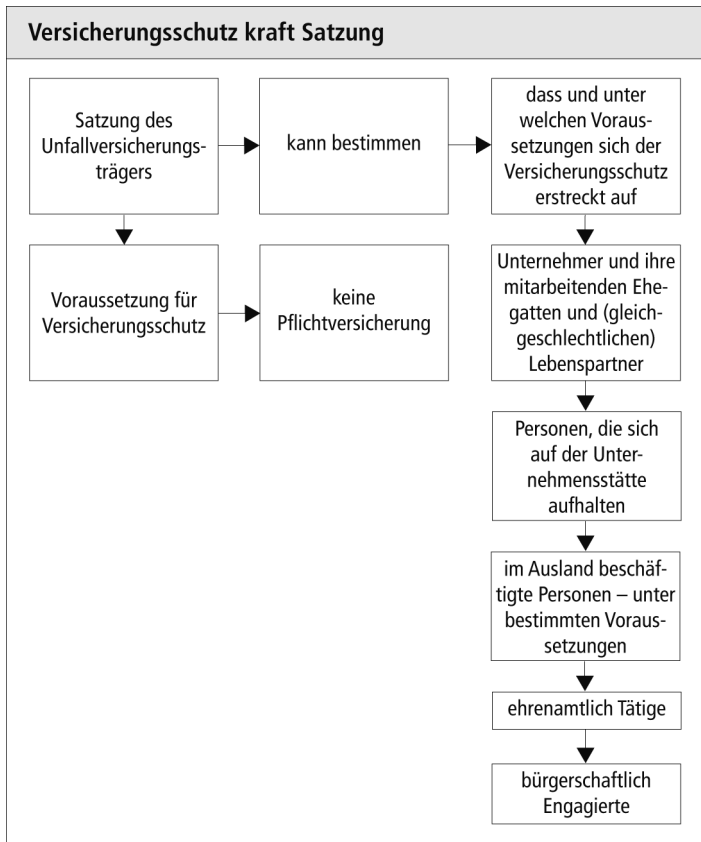 Versicherungsschutz kraft Satzung
Satzung des
Unfallversicherungs-
trägers
kann bestimmen
dass und unter
welchen Voraus-
setzungen sich der
Versicherungsschutz
erstreckt auf
Voraussetzung für
Versicherungsschutz
keine
Pflichtversicherung
Unternehmer und ihre
mitarbeitenden Ehe-
gatten und (gleich-
geschlechtlichen)
Lebenspartner
Personen, die sich
auf der Unter-
nehmensstätte
aufhalten
im Ausland beschäf-
tigte Personen – unter
bestimmten Voraus-
setzungen
ehrenamtlich Tätige
bürgerschaftlich
Engagierte